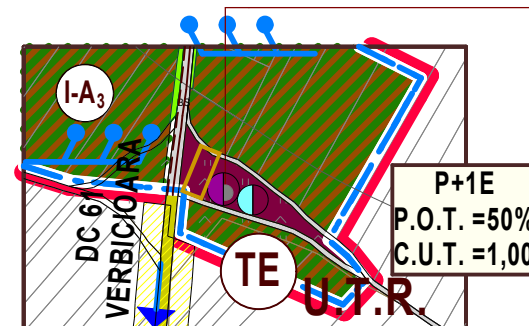 I-A₃
DC 61
VERBICIOARA
TE
U.T.R.
P+1E
P.O.T. =50%
C.U.T. =1,00